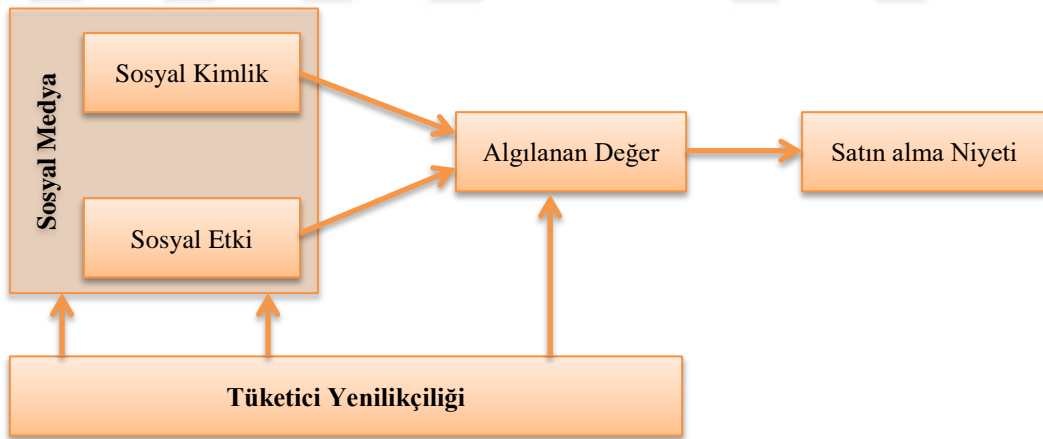 Sosyal Medya
Sosyal Kimlik
Sosyal Etki
Algılanan Değer
Satın alma Niyeti
Tüketici Yenilikçiliği